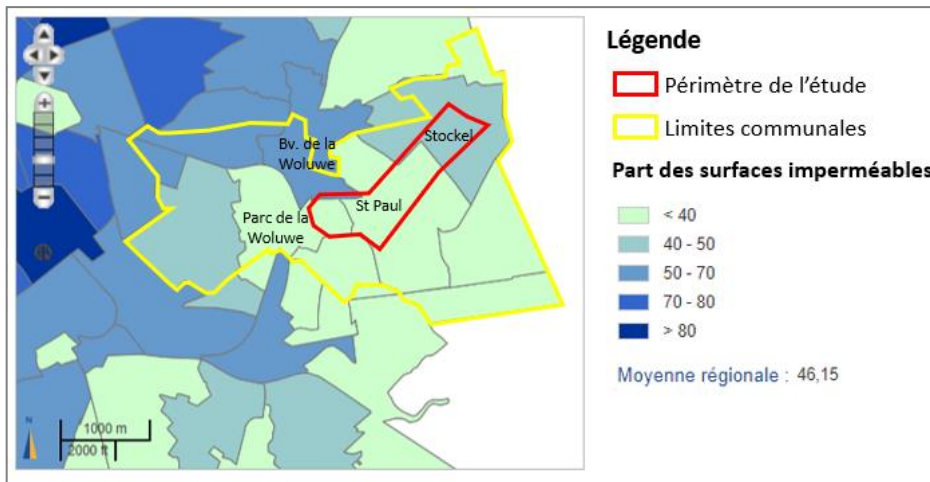 Bv. de la
Woluwe
Stockel
Parc de la
Woluwe
St Paul
N
1000 m
2000 ft
Légende
Périmètre de l'étude
Limites communales
Part des surfaces imperméables
< 40
40 - 50
50 - 70
70 - 80
> 80
Moyenne régionale : 46,15